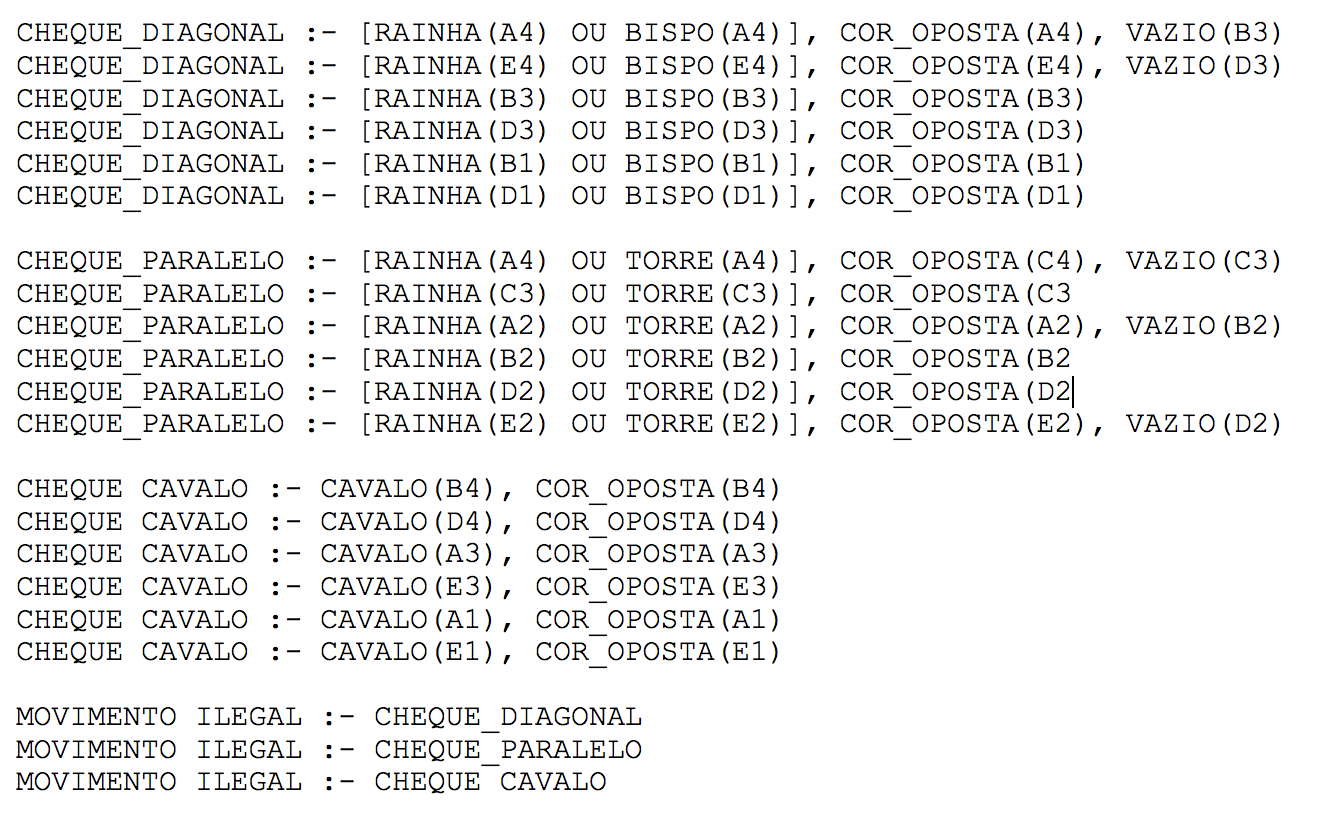 CHEQUE_DIAGONAL :- [RAINHA(A4) OU BISPO(A4)], COR_OPOSTA(A4), VAZIO(B3)
CHEQUE_DIAGONAL :- [RAINHA(E4) OU BISPO(E4)], COR_OPOSTA(E4), VAZIO(D3)
CHEQUE_DIAGONAL :- [RAINHA(B3) OU BISPO(B3)], COR_OPOSTA(B3)
CHEQUE_DIAGONAL :- [RAINHA(D3) OU BISPO(D3)], COR_OPOSTA(D3)
CHEQUE_DIAGONAL :- [RAINHA(B1) OU BISPO(B1)], COR_OPOSTA(B1)
CHEQUE_DIAGONAL :- [RAINHA(D1) OU BISPO(D1)], COR_OPOSTA(D1)

CHEQUE_PARALELO :- [RAINHA(A4) OU TORRE(A4)], COR_OPOSTA(C4), VAZIO(C3)
CHEQUE_PARALELO :- [RAINHA(C3) OU TORRE(C3)], COR_OPOSTA(C3
CHEQUE_PARALELO :- [RAINHA(A2) OU TORRE(A2)], COR_OPOSTA(A2), VAZIO(B2)
CHEQUE_PARALELO :- [RAINHA(B2) OU TORRE(B2)], COR_OPOSTA(B2
CHEQUE_PARALELO :- [RAINHA(D2) OU TORRE(D2)], COR_OPOSTA(D2
CHEQUE_PARALELO :- [RAINHA(E2) OU TORRE(E2)], COR_OPOSTA(E2), VAZIO(D2)

CHEQUE CAVALO :- CAVALO(B4), COR_OPOSTA(B4)
CHEQUE CAVALO :- CAVALO(D4), COR_OPOSTA(D4)
CHEQUE CAVALO :- CAVALO(A3), COR_OPOSTA(A3)
CHEQUE CAVALO :- CAVALO(E3), COR_OPOSTA(E3)
CHEQUE CAVALO :- CAVALO(A1), COR_OPOSTA(A1)
CHEQUE CAVALO :- CAVALO(E1), COR_OPOSTA(E1)

MOVIMENTO ILEGAL :- CHEQUE_DIAGONAL
MOVIMENTO ILEGAL :- CHEQUE_PARALELO
MOVIMENTO ILEGAL :- CHEQUE CAVALO